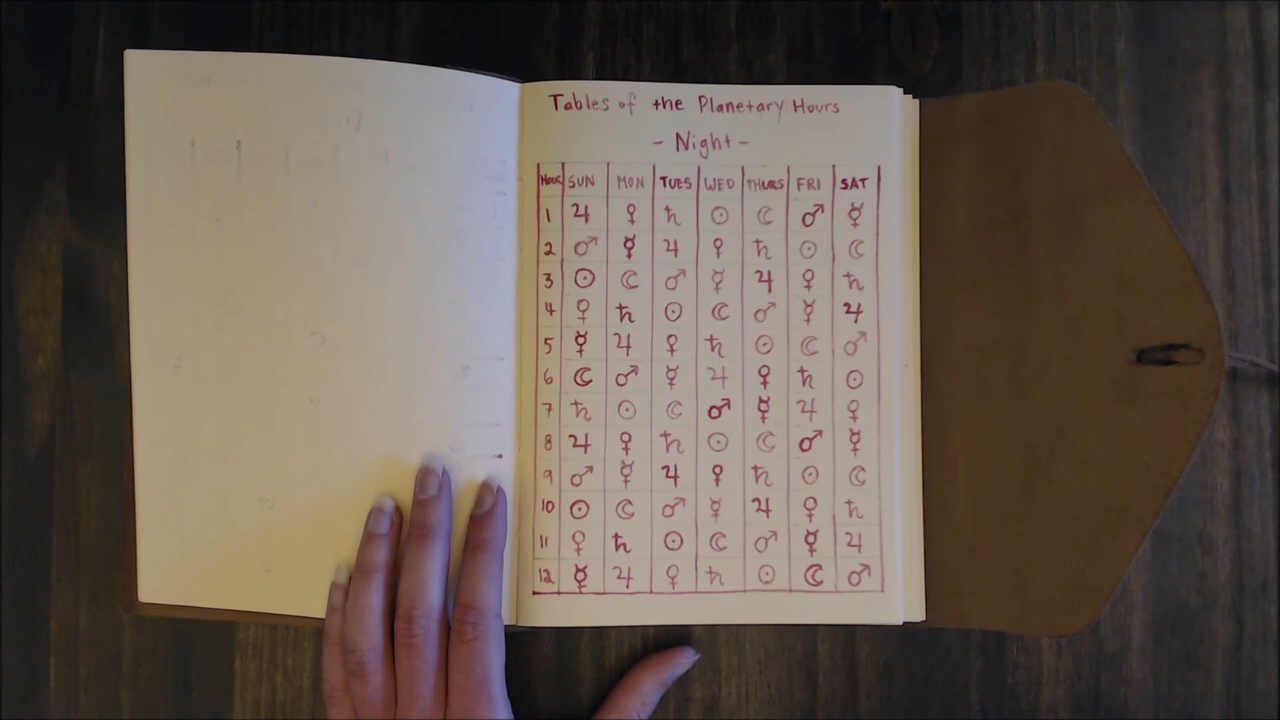 Tables of the Planetary Hours
- Night -
Hour SUN MON TUES WED THURS FRI SAT
1 ♃ ♀ ♄ ☉ ☾ ♂ ☿
2 ♂ ☿ ♃ ♀ ♄ ☉ ☾
3 ☉ ☾ ♂ ☿ ♃ ♀ ♄
4 ♀ ♄ ☉ ☾ ♂ ☿ ♃
5 ☿ ♃ ♀ ♄ ☉ ☾ ♂
6 ☾ ♂ ☿ ♃ ♀ ♄ ☉
7 ♄ ☉ ☾ ♂ ☿ ♃ ♀
8 ♃ ♀ ♄ ☉ ☾ ♂ ☿
9 ♂ ☿ ♃ ♀ ♄ ☉ ☾
10 ☉ ☾ ♂ ☿ ♃ ♀ ♄
11 ♀ ♄ ☉ ☾ ♂ ☿ ♃
12 ☿ ♃ ♀ ♄ ☉ ☾ ♂